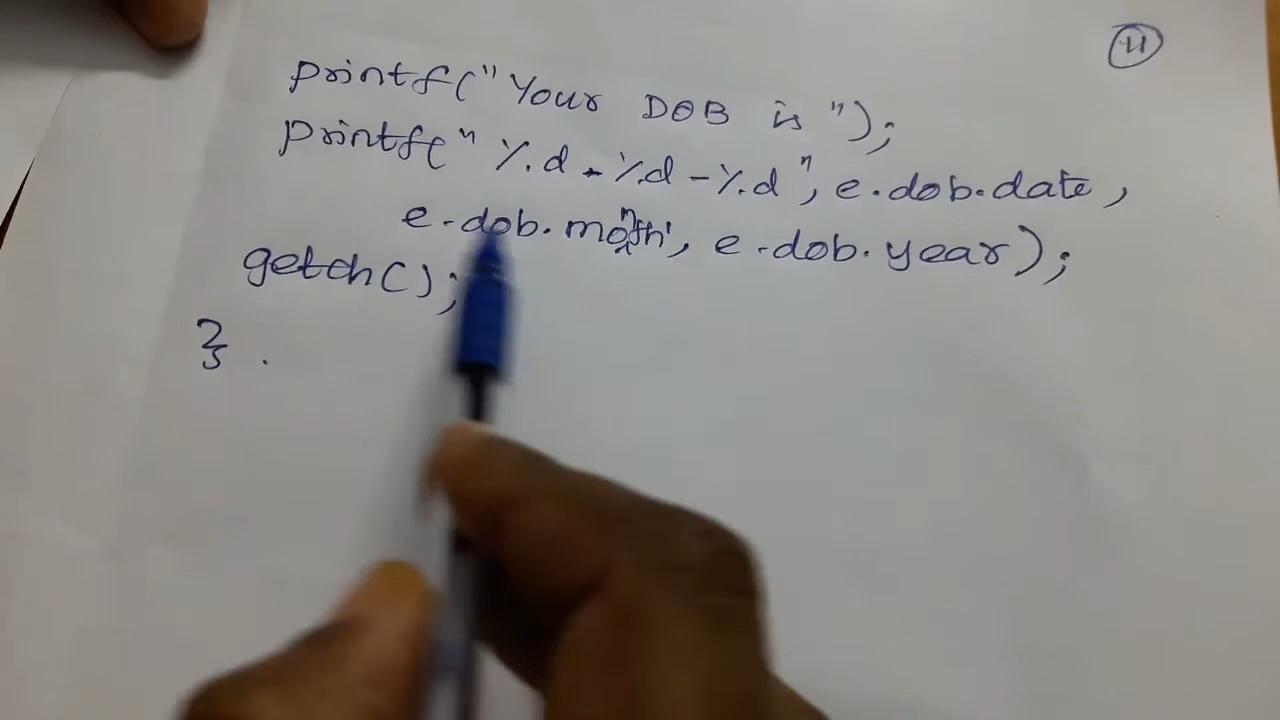 11
printf("Your DOB is ");
printf(" %d - %d - %d ", e.dob.date,
e.dob.month, e.dob.year);
getch();
}.